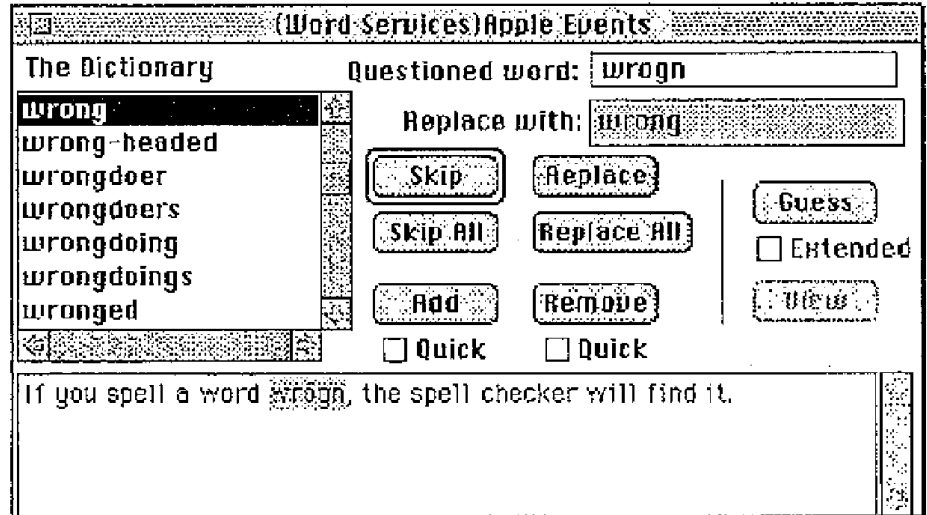 (Word Services)Apple Events
The Dictionary
Questioned word: wrogn
Replace with: wrong
wrong
wrong-headed
wrongdoer
wrongdoers
wrongdoing
wrongdoings
wronged
Skip Replace
Skip All Replace All
Guess
Extended
Add Remove
View
Quick Quick
If you spell a word wrogn, the spell checker will find it.